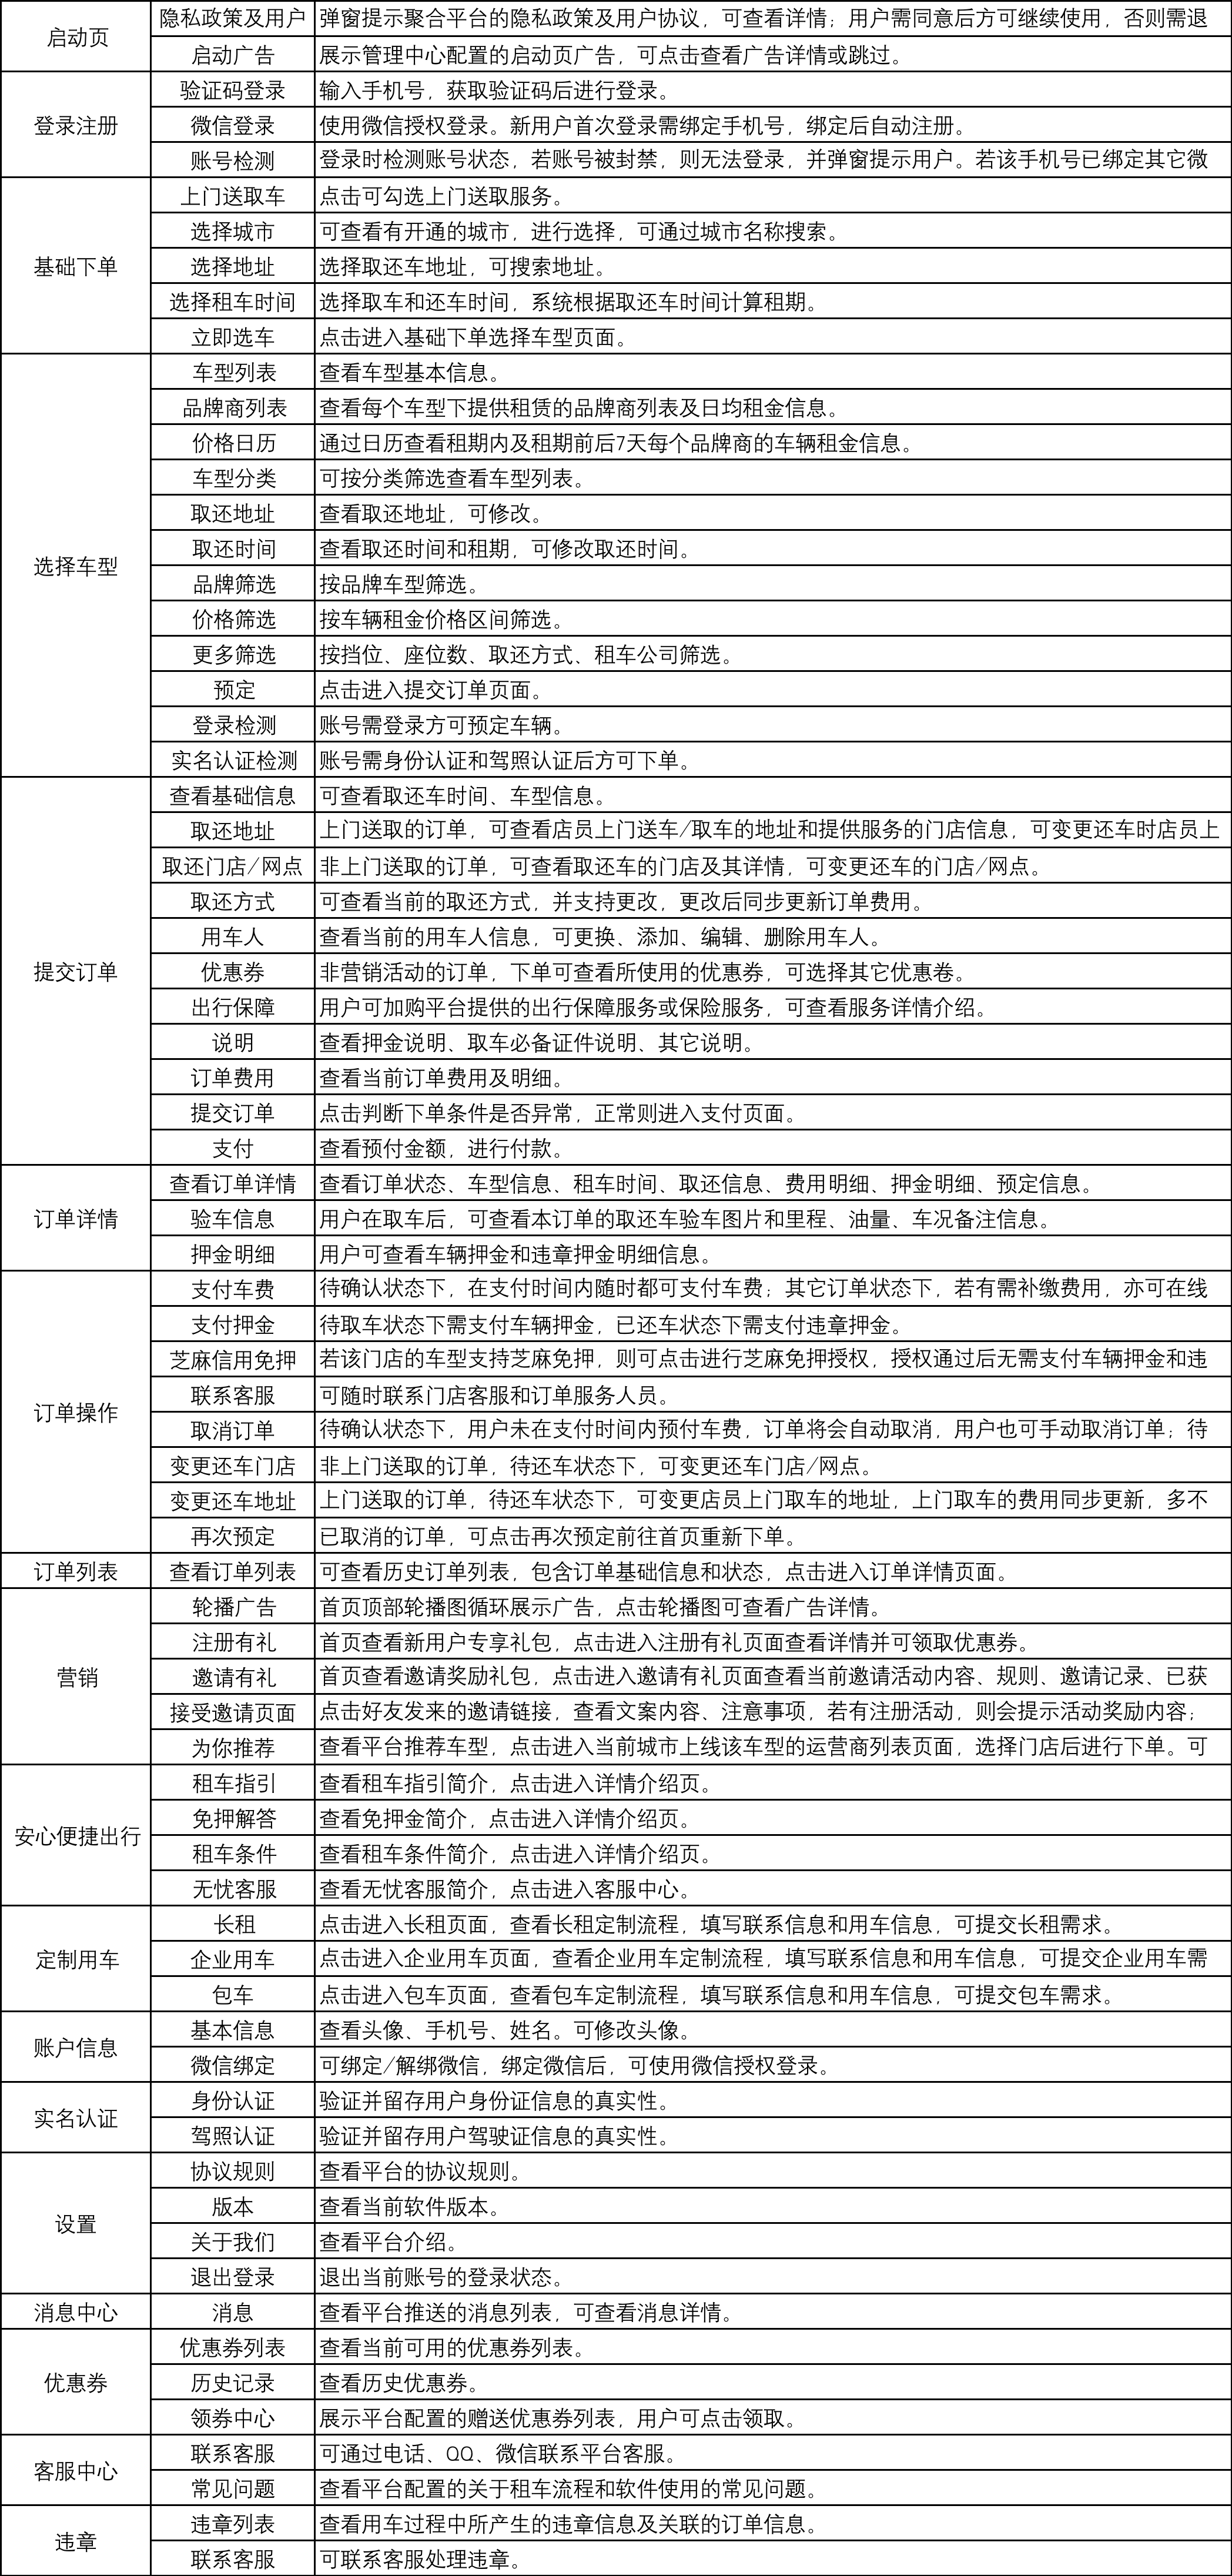 启动页
隐私政策及用户 弹窗提示聚合平台的隐私政策及用户协议，可查看详情；用户需同意后方可继续使用，否则需退
启动广告 展示管理中心配置的启动页广告，可点击查看广告详情或跳过。
登录注册
验证码登录 输入手机号，获取验证码后进行登录。
微信登录 使用微信授权登录。新用户首次登录需绑定手机号，绑定后自动注册。
账号检测 登录时检测账号状态，若账号被封禁，则无法登录，并弹窗提示用户。若该手机号已绑定其它微
基础下单
上门送取车 点击可勾选上门送取服务。
选择城市 可查看有开通的城市，进行选择，可通过城市名称搜索。
选择地址 选择取还车地址，可搜索地址。
选择租车时间 选择取车和还车时间，系统根据取还车时间计算租期。
立即选车 点击进入基础下单选择车型页面。
选择车型
车型列表 查看车型基本信息。
品牌商列表 查看每个车型下提供租赁的品牌商列表及日均租金信息。
价格日历 通过日历查看租期内及租期前后7天每个品牌商的车辆租金信息。
车型分类 可按分类筛选查看车型列表。
取还地址 查看取还地址，可修改。
取还时间 查看取还时间和租期，可修改取还时间。
品牌筛选 按品牌车型筛选。
价格筛选 按车辆租金价格区间筛选。
更多筛选 按挡位、座位数、取还方式、租车公司筛选。
预定 点击进入提交订单页面。
登录检测 账号需登录方可预定车辆。
实名认证检测 账号需身份认证和驾照认证后方可下单。
提交订单
查看基础信息 可查看取还车时间、车型信息。
取还地址 上门送取的订单，可查看店员上门送车/取车的地址和提供服务的门店信息，可变更还车时店员上
取还门店/网点 非上门送取的订单，可查看取还车的门店及其详情，可变更还车的门店/网点。
取还方式 可查看当前的取还方式，并支持更改，更改后同步更新订单费用。
用车人 查看当前的用车人信息，可更换、添加、编辑、删除用车人。
优惠券 非营销活动的订单，下单可查看所使用的优惠券，可选择其它优惠卷。
出行保障 用户可加购平台提供的出行保障服务或保险服务，可查看服务详情介绍。
说明 查看押金说明、取车必备证件说明、其它说明。
订单费用 查看当前订单费用及明细。
提交订单 点击判断下单条件是否异常，正常则进入支付页面。
支付 查看预付金额，进行付款。
订单详情
查看订单详情 查看订单状态、车型信息、租车时间、取还信息、费用明细、押金明细、预定信息。
验车信息 用户在取车后，可查看本订单的取还车验车图片和里程、油量、车况备注信息。
押金明细 用户可查看车辆押金和违章押金明细信息。
订单操作
支付车费 待确认状态下，在支付时间内随时都可支付车费；其它订单状态下，若有需补缴费用，亦可在线
支付押金 待取车状态下需支付车辆押金，已还车状态下需支付违章押金。
芝麻信用免押 若该门店的车型支持芝麻免押，则可点击进行芝麻免押授权，授权通过后无需支付车辆押金和违
联系客服 可随时联系门店客服和订单服务人员。
取消订单 待确认状态下，用户未在支付时间内预付车费，订单将会自动取消，用户也可手动取消订单；待
变更还车门店 非上门送取的订单，待还车状态下，可变更还车门店/网点。
变更还车地址 上门送取的订单，待还车状态下，可变更店员上门取车的地址，上门取车的费用同步更新，多不
再次预定 已取消的订单，可点击再次预定前往首页重新下单。
订单列表 查看订单列表 可查看历史订单列表，包含订单基础信息和状态，点击进入订单详情页面。
营销
轮播广告 首页顶部轮播图循环展示广告，点击轮播图可查看广告详情。
注册有礼 首页查看新用户专享礼包，点击进入注册有礼页面查看详情并可领取优惠券。
邀请有礼 首页查看邀请奖励礼包，点击进入邀请有礼页面查看当前邀请活动内容、规则、邀请记录、已获
接受邀请页面 点击好友发来的邀请链接，查看文案内容、注意事项，若有注册活动，则会提示活动奖励内容；
为你推荐 查看平台推荐车型，点击进入当前城市上线该车型的运营商列表页面，选择门店后进行下单。可
安心便捷出行
租车指引 查看租车指引简介，点击进入详情介绍页。
免押解答 查看免押金简介，点击进入详情介绍页。
租车条件 查看租车条件简介，点击进入详情介绍页。
无忧客服 查看无忧客服简介，点击进入客服中心。
定制用车
长租 点击进入长租页面，查看长租定制流程，填写联系信息和用车信息，可提交长租需求。
企业用车 点击进入企业用车页面，查看企业用车定制流程，填写联系信息和用车信息，可提交企业用车需
包车 点击进入包车页面，查看包车定制流程，填写联系信息和用车信息，可提交包车需求。
账户信息
基本信息 查看头像、手机号、姓名。可修改头像。
微信绑定 可绑定/解绑微信，绑定微信后，可使用微信授权登录。
实名认证
身份认证 验证并留存用户身份证信息的真实性。
驾照认证 验证并留存用户驾驶证信息的真实性。
设置
协议规则 查看平台的协议规则。
版本 查看当前软件版本。
关于我们 查看平台介绍。
退出登录 退出当前账号的登录状态。
消息中心 消息 查看平台推送的消息列表，可查看消息详情。
优惠券
优惠券列表 查看当前可用的优惠券列表。
历史记录 查看历史优惠券。
领券中心 展示平台配置的赠送优惠券列表，用户可点击领取。
客服中心
联系客服 可通过电话、QQ、微信联系平台客服。
常见问题 查看平台配置的关于租车流程和软件使用的常见问题。
违章
违章列表 查看用车过程中所产生的违章信息及关联的订单信息。
联系客服 可联系客服处理违章。